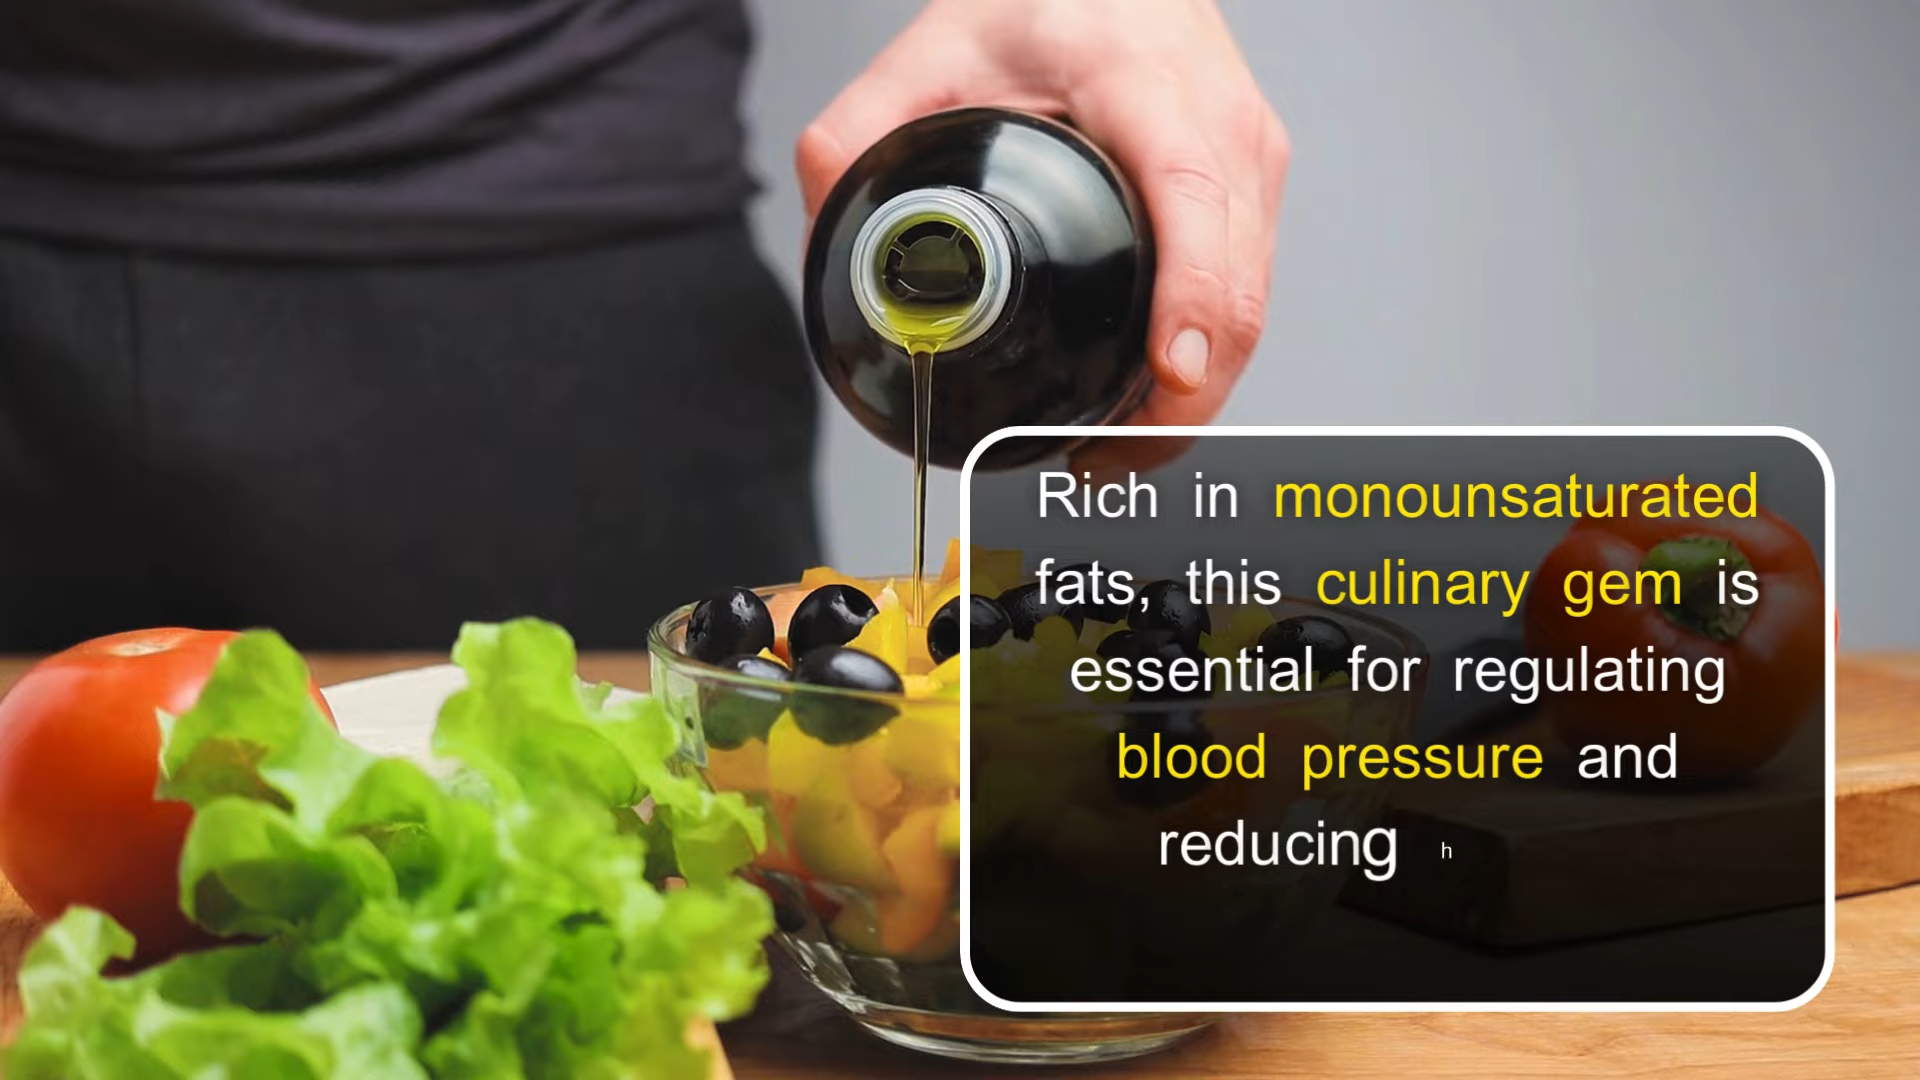 Rich in monounsaturated
fats, this culinary gem is
essential for regulating
blood pressure and
reducing h